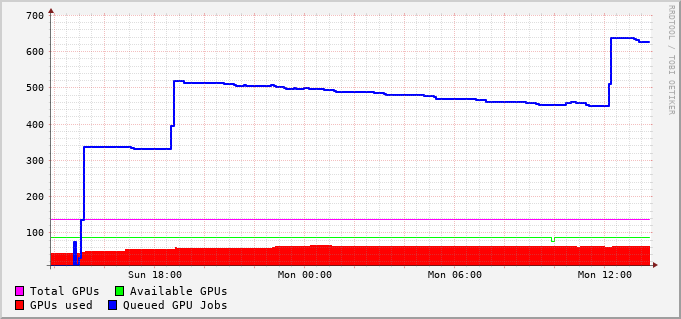 700
600
500
400
300
200
100
Sun 18:00 Mon 00:00 Mon 06:00 Mon 12:00
Total GPUs Available GPUs
GPUs used Queued GPU Jobs
RRDTOOL / TOBI OETIKER